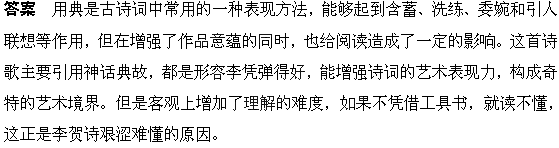 答案　用典是古诗词中常用的一种表现方法，能够起到含蓄、洗练、委婉和引人
联想等作用，但在增强了作品意蕴的同时，也给阅读造成了一定的影响。这首诗
歌主要引用神话典故，都是形容李凭弹得好，能增强诗词的艺术表现力，构成奇
特的艺术境界。但是客观上增加了理解的难度，如果不凭借工具书，就读不懂，
这正是李贺诗艰涩难懂的原因。